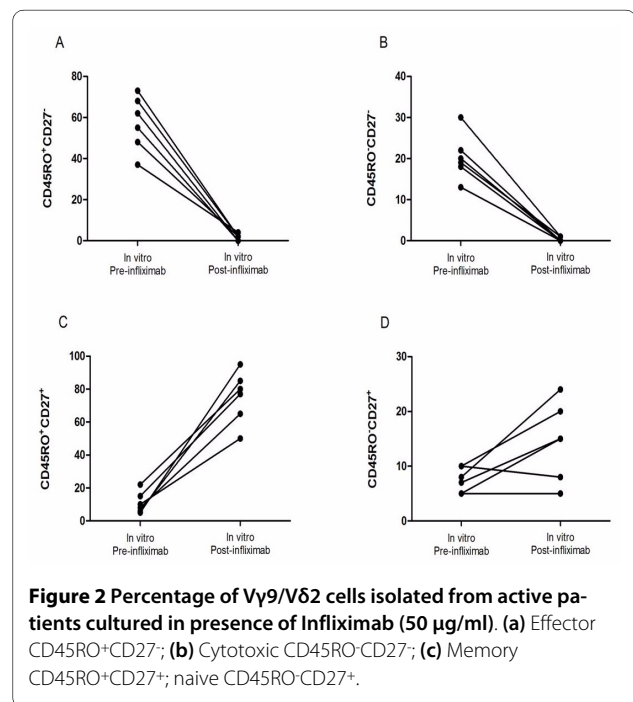 A
B
CD45RO⁺CD27⁻
80
60
40
20
0
In vitro
Pre-infliximab
In vitro
Post-infliximab
CD45RO⁻CD27⁻
40
30
20
10
0
In vitro
Pre-infliximab
In vitro
Post-infliximab
C
D
CD45RO⁺CD27⁺
100
80
60
40
20
0
In vitro
Pre-infliximab
In vitro
Post-infliximab
CD45RO⁻CD27⁺
30
20
10
0
In vitro
Pre-infliximab
In vitro
Post-infliximab
Figure 2 Percentage of Vγ9/Vδ2 cells isolated from active pa-
tients cultured in presence of Infliximab (50 μg/ml). (a) Effector
CD45RO⁺CD27⁻; (b) Cytotoxic CD45RO⁻CD27⁻; (c) Memory
CD45RO⁺CD27⁺; naive CD45RO⁻CD27⁺.